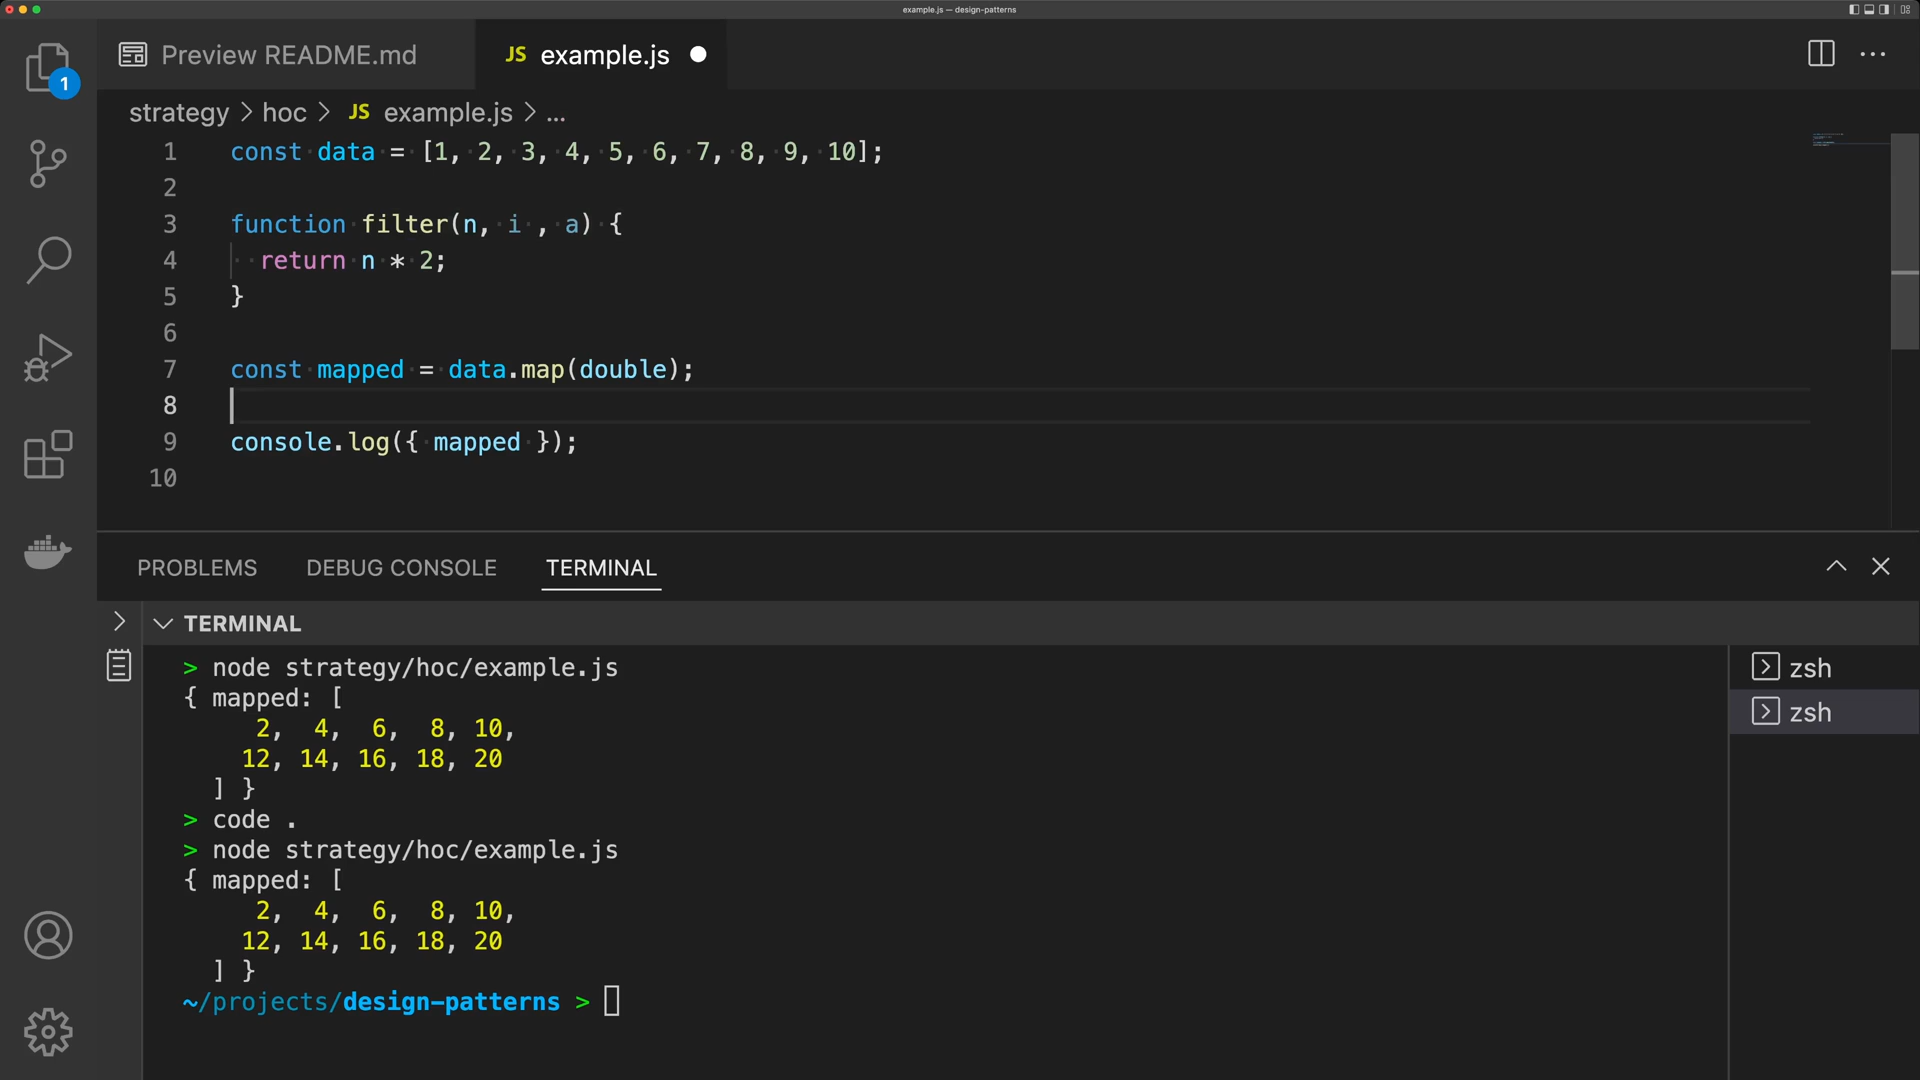 example.js — design-patterns
Preview README.md
JS example.js
1
strategy > hoc > JS example.js > ...
1 const data = [1, 2, 3, 4, 5, 6, 7, 8, 9, 10];
2
3 function filter(n, i , a) {
4 return n * 2;
5 }
6
7 const mapped = data.map(double);
8
9 console.log({ mapped });
10
PROBLEMS DEBUG CONSOLE TERMINAL
TERMINAL
> node strategy/hoc/example.js
{ mapped: [
2, 4, 6, 8, 10,
12, 14, 16, 18, 20
] }
> code .
> node strategy/hoc/example.js
{ mapped: [
2, 4, 6, 8, 10,
12, 14, 16, 18, 20
] }
~/projects/design-patterns >
zsh
zsh